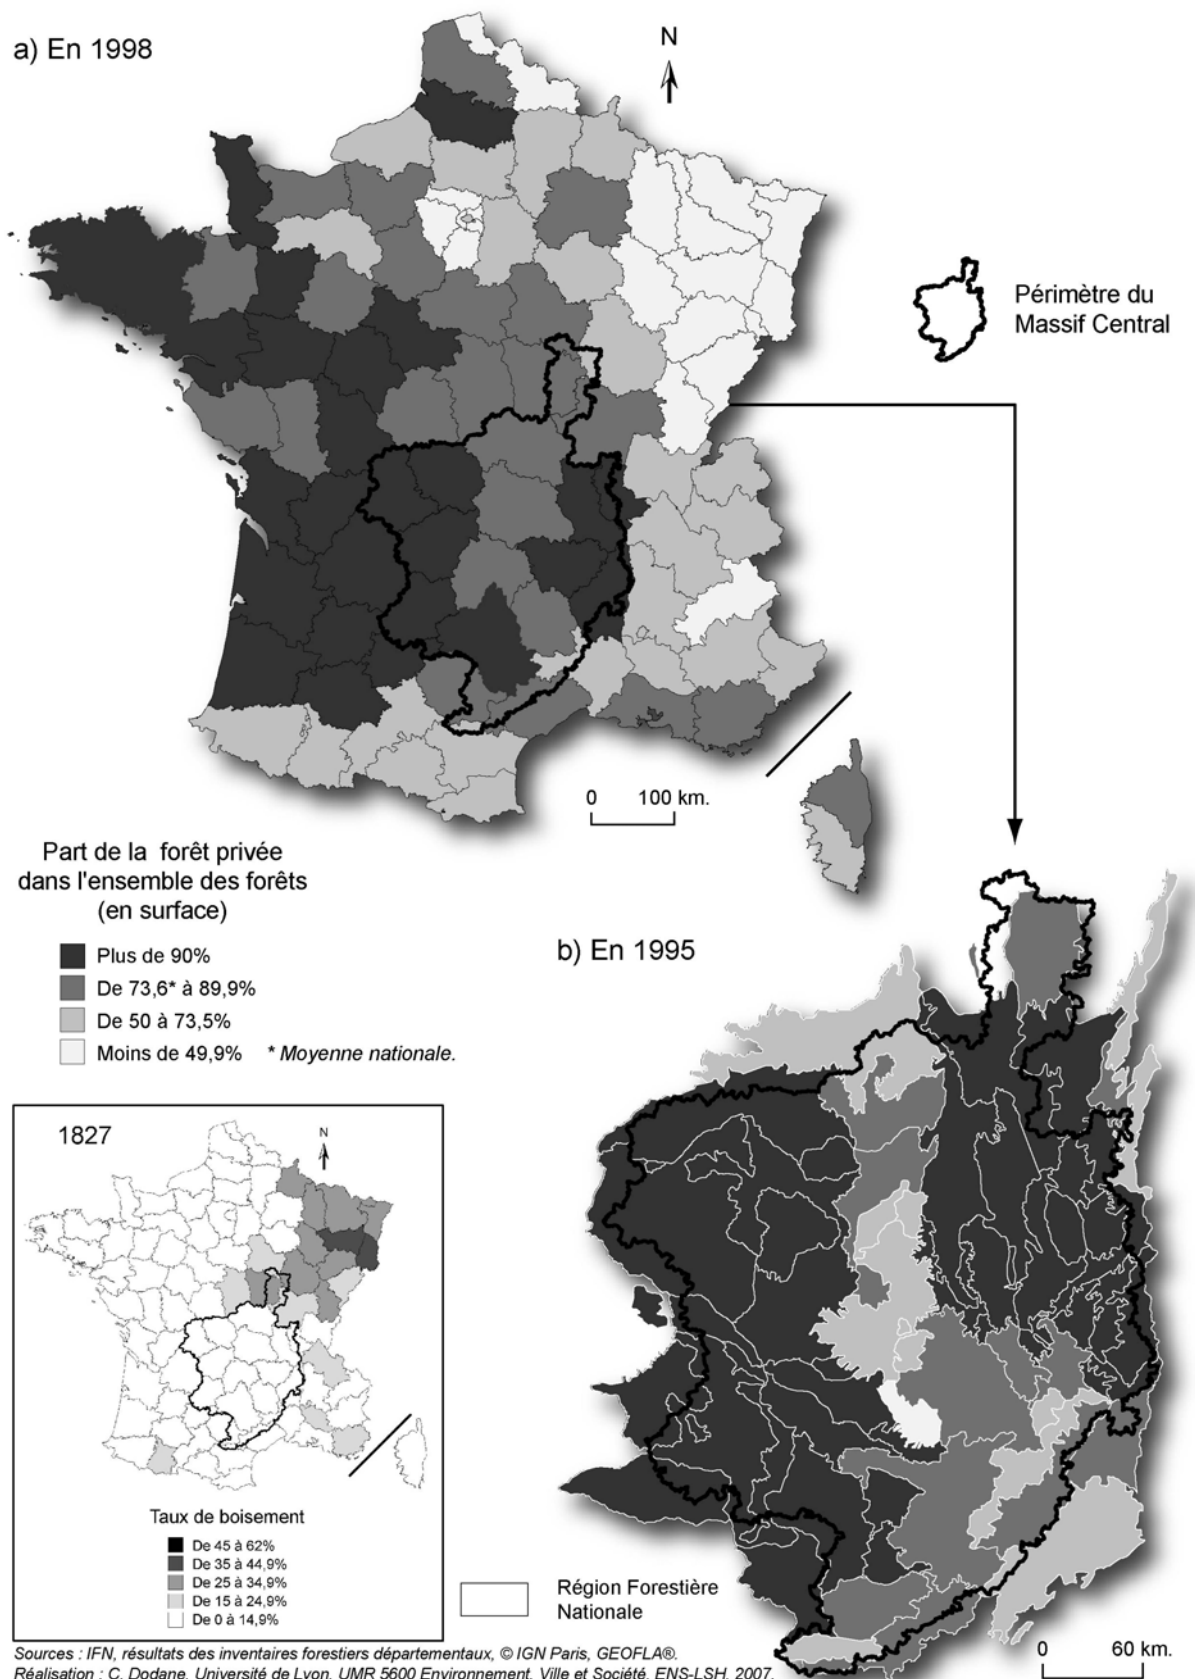 a) En 1998
N
Périmètre du
Massif Central
0 100 km.
Part de la forêt privée
dans l'ensemble des forêts
(en surface)
Plus de 90%
De 73,6* à 89,9%
De 50 à 73,5%
Moins de 49,9% * Moyenne nationale.
b) En 1995
1827
N
Taux de boisement
De 45 à 62%
De 35 à 44,9%
De 25 à 34,9%
De 15 à 24,9%
De 0 à 14,9%
Région Forestière
Nationale
0 60 km.
Sources : IFN, résultats des inventaires forestiers départementaux, © IGN Paris, GEOFLA®.
Réalisation : C. Dodane, Université de Lyon, UMR 5600 Environnement, Ville et Société, ENS-LSH, 2007.